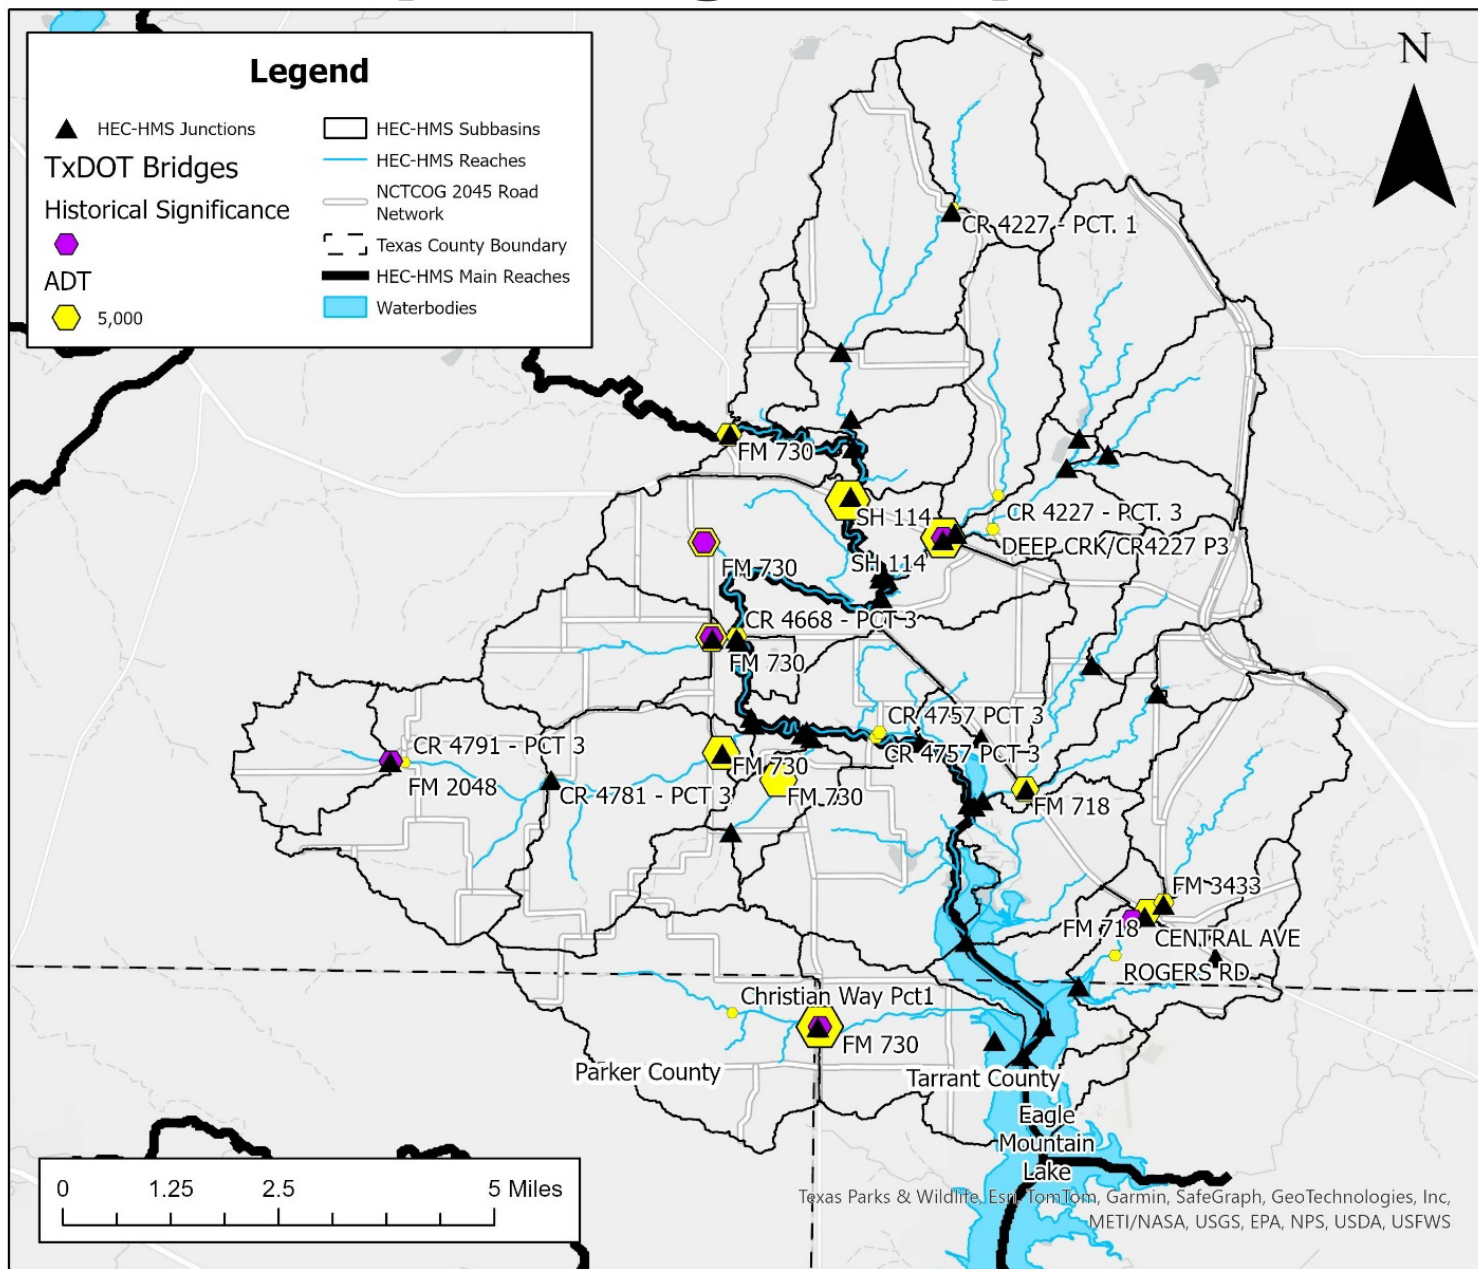 Legend
HEC-HMS Junctions
TxDOT Bridges
Historical Significance
ADT
5,000
HEC-HMS Subbasins
HEC-HMS Reaches
NCTCOG 2045 Road
Network
Texas County Boundary
HEC-HMS Main Reaches
Waterbodies
N
CR 4227 - PCT. 1
FM 730
SH 114
CR 4227 - PCT. 3
DEEP CRK/CR4227 P3
SH 114
FM 730
CR 4668 - PCT 3
FM 730
CR 4757 PCT 3
CR 4757 PCT 3
CR 4791 - PCT 3
FM 2048
CR 4781 - PCT 3
FM 730
FM 730
FM 718
FM 3433
FM 718
CENTRAL AVE
ROGERS RD
Christian Way Pct1
FM 730
Parker County
Tarrant County
Eagle
Mountain
Lake
0 1.25 2.5 5 Miles
Texas Parks & Wildlife, Esri, TomTom, Garmin, SafeGraph, GeoTechnologies, Inc,
METI/NASA, USGS, EPA, NPS, USDA, USFWS